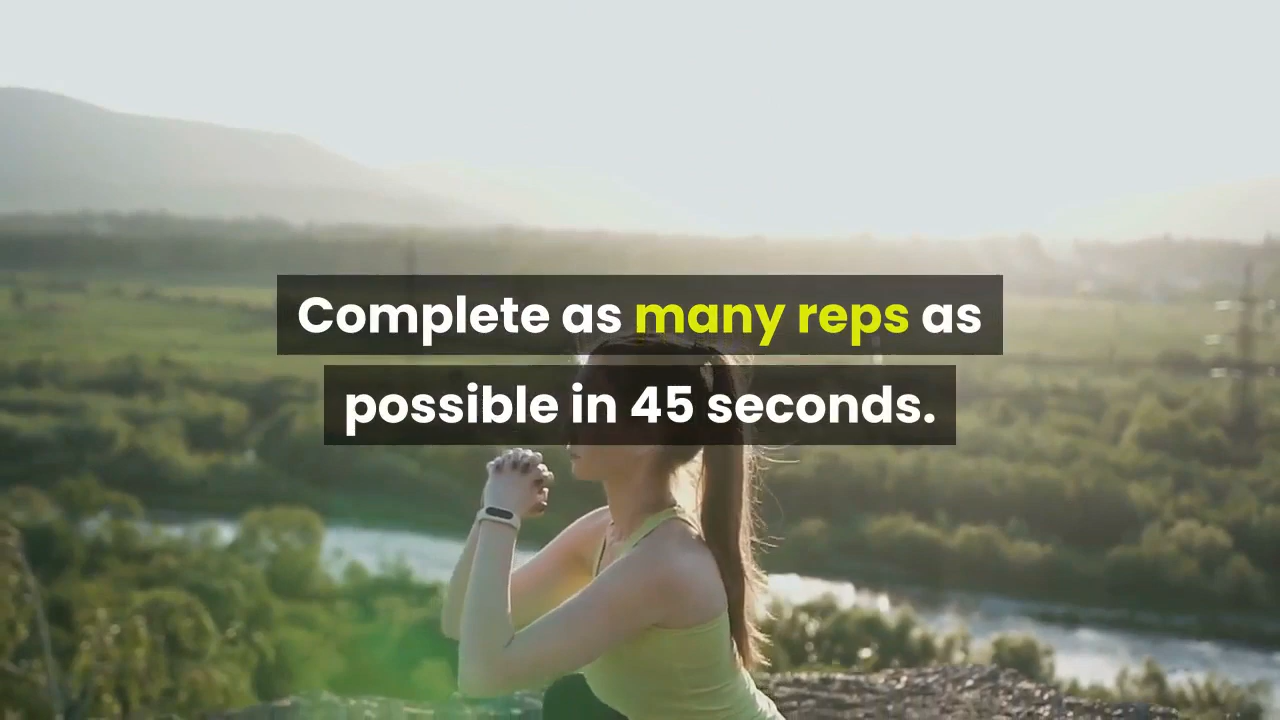 Complete as many reps as
possible in 45 seconds.